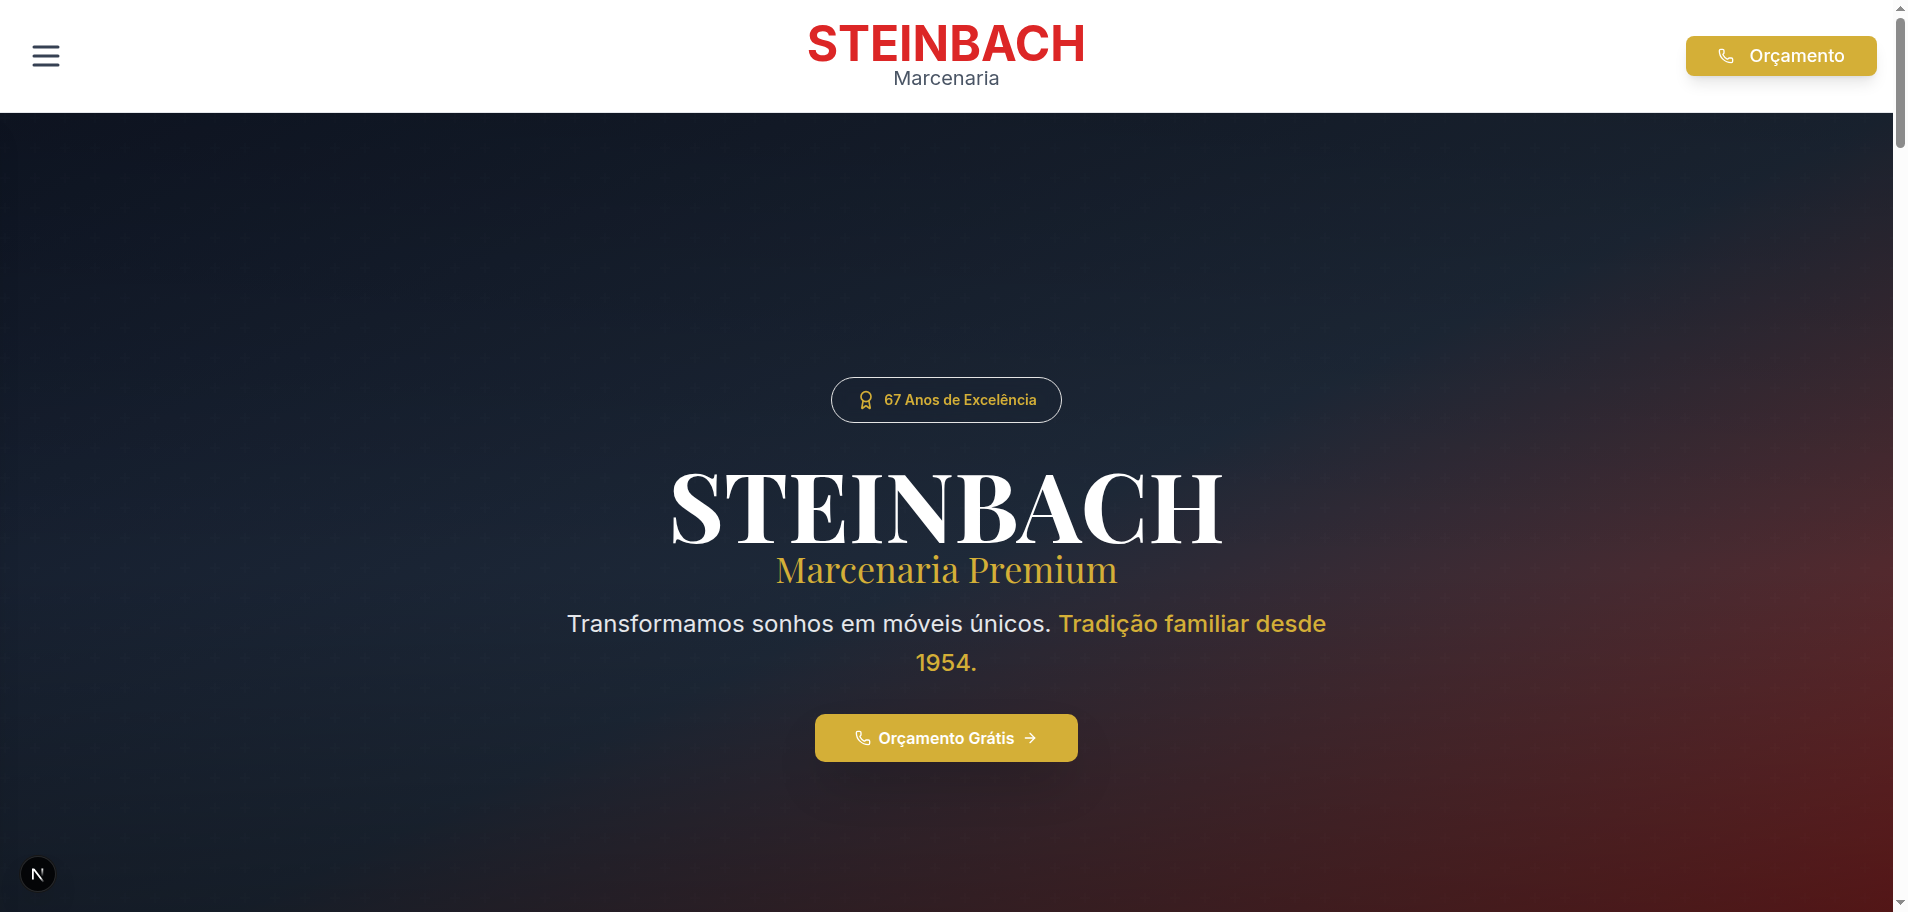 STEINBACH
Marcenaria
Orçamento
67 Anos de Excelência
STEINBACH
Marcenaria Premium
Transformamos sonhos em móveis únicos. Tradição familiar desde
1954.
Orçamento Grátis
N